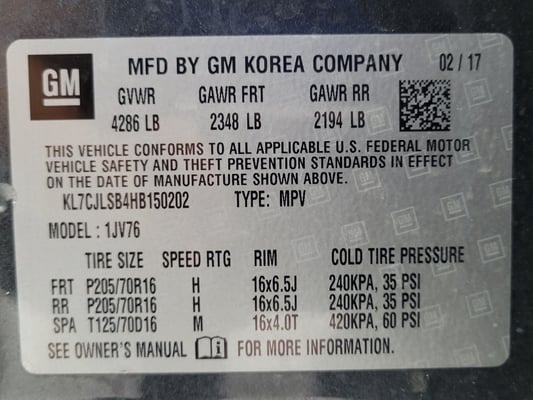 GM
MFD BY GM KOREA COMPANY 02 / 17
GVWR GAWR FRT GAWR RR
4286 LB 2348 LB 2194 LB
THIS VEHICLE CONFORMS TO ALL APPLICABLE U.S. FEDERAL MOTOR
VEHICLE SAFETY AND THEFT PREVENTION STANDARDS IN EFFECT
ON THE DATE OF MANUFACTURE SHOWN ABOVE.
KL7CJLSB4HB150202 TYPE: MPV
MODEL : 1JV76
TIRE SIZE SPEED RTG RIM COLD TIRE PRESSURE
FRT P205/70R16 H 16x6.5J 240KPA, 35 PSI
RR P205/70R16 H 16x6.5J 240KPA, 35 PSI
SPA T125/70D16 M 16x4.0T 420KPA, 60 PSI
SEE OWNER'S MANUAL FOR MORE INFORMATION.